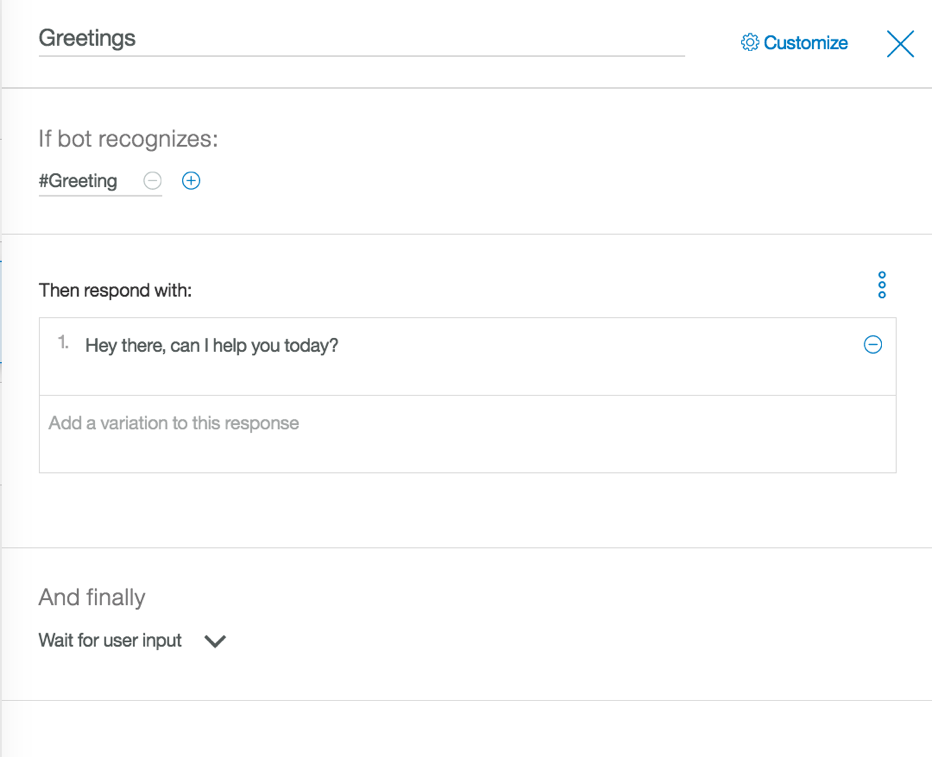 Greetings
Customize
If bot recognizes:
#Greeting
Then respond with:
1. Hey there, can I help you today?
Add a variation to this response
And finally
Wait for user input